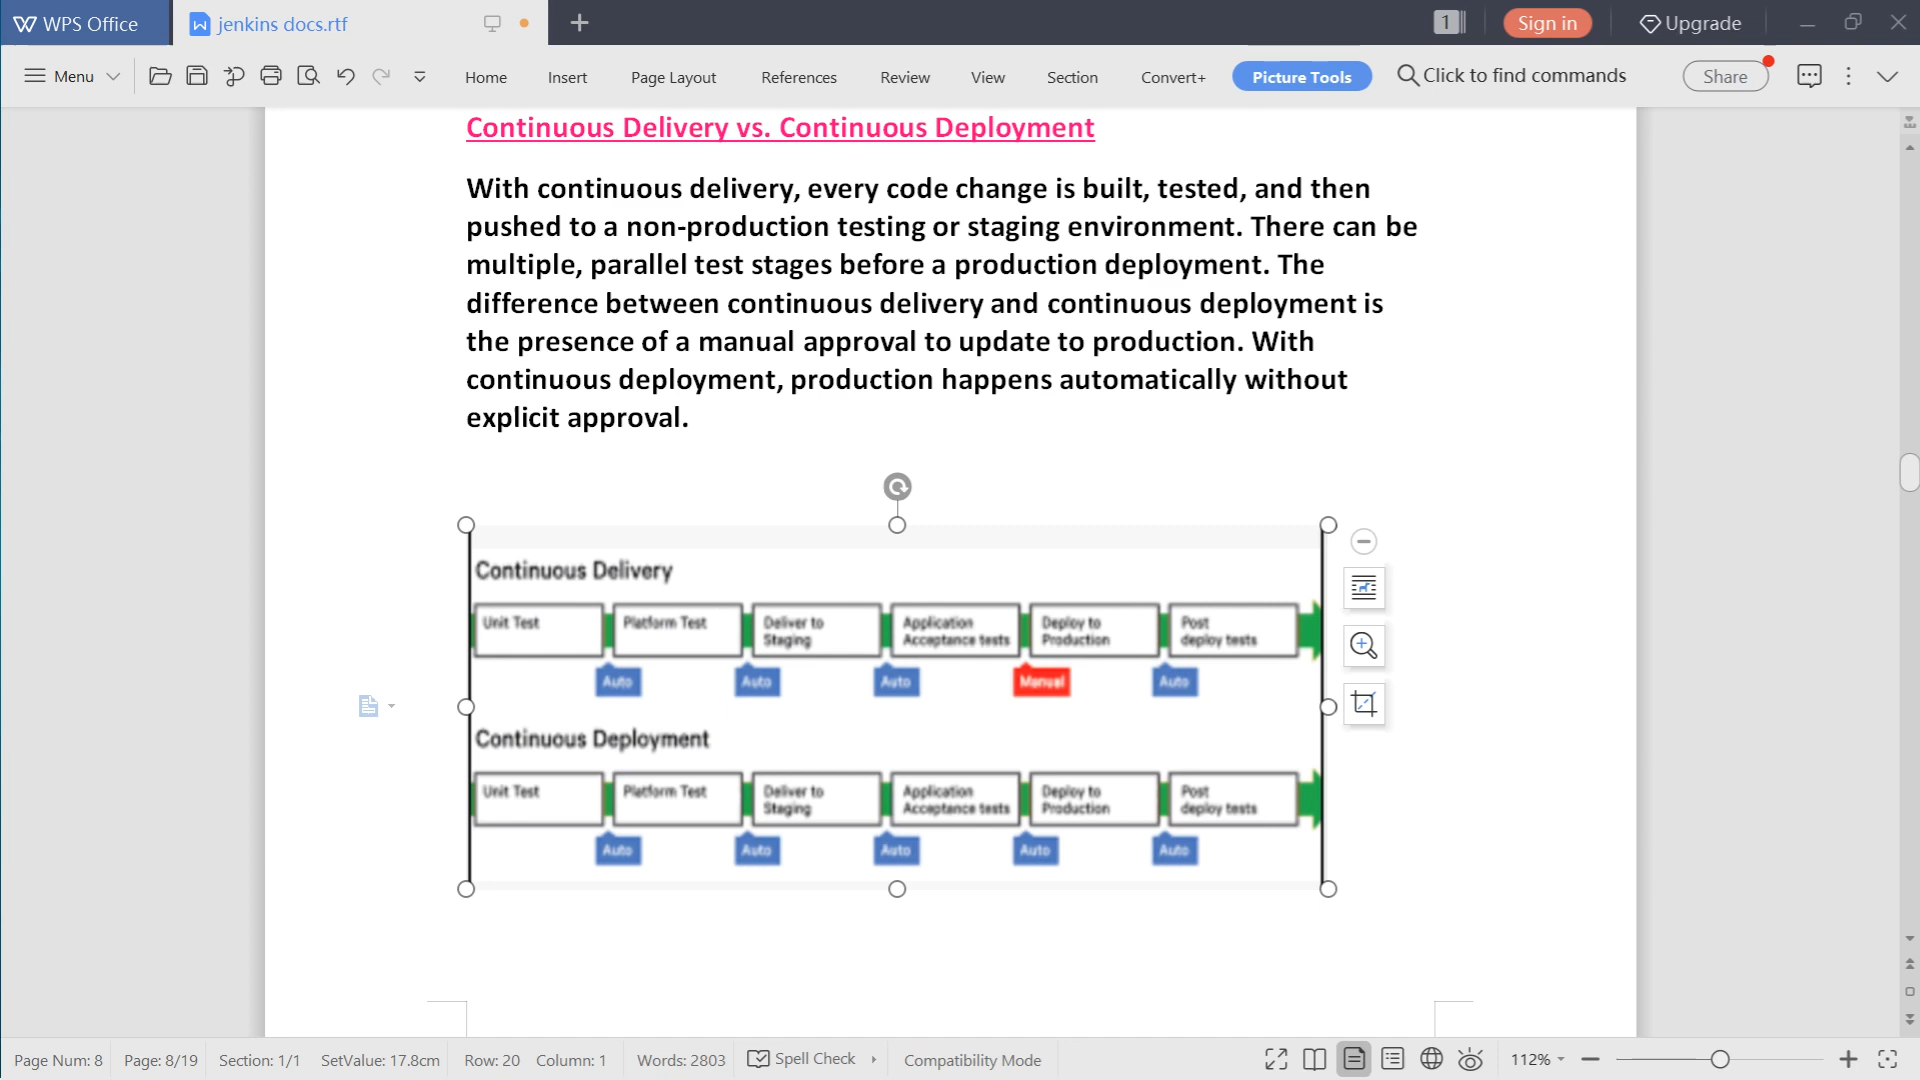 WPS Office
jenkins docs.rtf
1
Sign in
Upgrade
Menu
Home
Insert
Page Layout
References
Review
View
Section
Convert+
Picture Tools
Click to find commands
Share
Continuous Delivery vs. Continuous Deployment
With continuous delivery, every code change is built, tested, and then
pushed to a non-production testing or staging environment. There can be
multiple, parallel test stages before a production deployment. The
difference between continuous delivery and continuous deployment is
the presence of a manual approval to update to production. With
continuous deployment, production happens automatically without
explicit approval.
Continuous Delivery
Unit Test
Platform Test
Deliver to
Staging
Application
Acceptance tests
Deploy to
Production
Post
deploy tests
Auto
Auto
Auto
Manual
Auto
Continuous Deployment
Unit Test
Platform Test
Deliver to
Staging
Application
Acceptance tests
Deploy to
Production
Post
deploy tests
Auto
Auto
Auto
Auto
Auto
Page Num: 8
Page: 8/19
Section: 1/1
SetValue: 17.8cm
Row: 20
Column: 1
Words: 2803
Spell Check
Compatibility Mode
112%